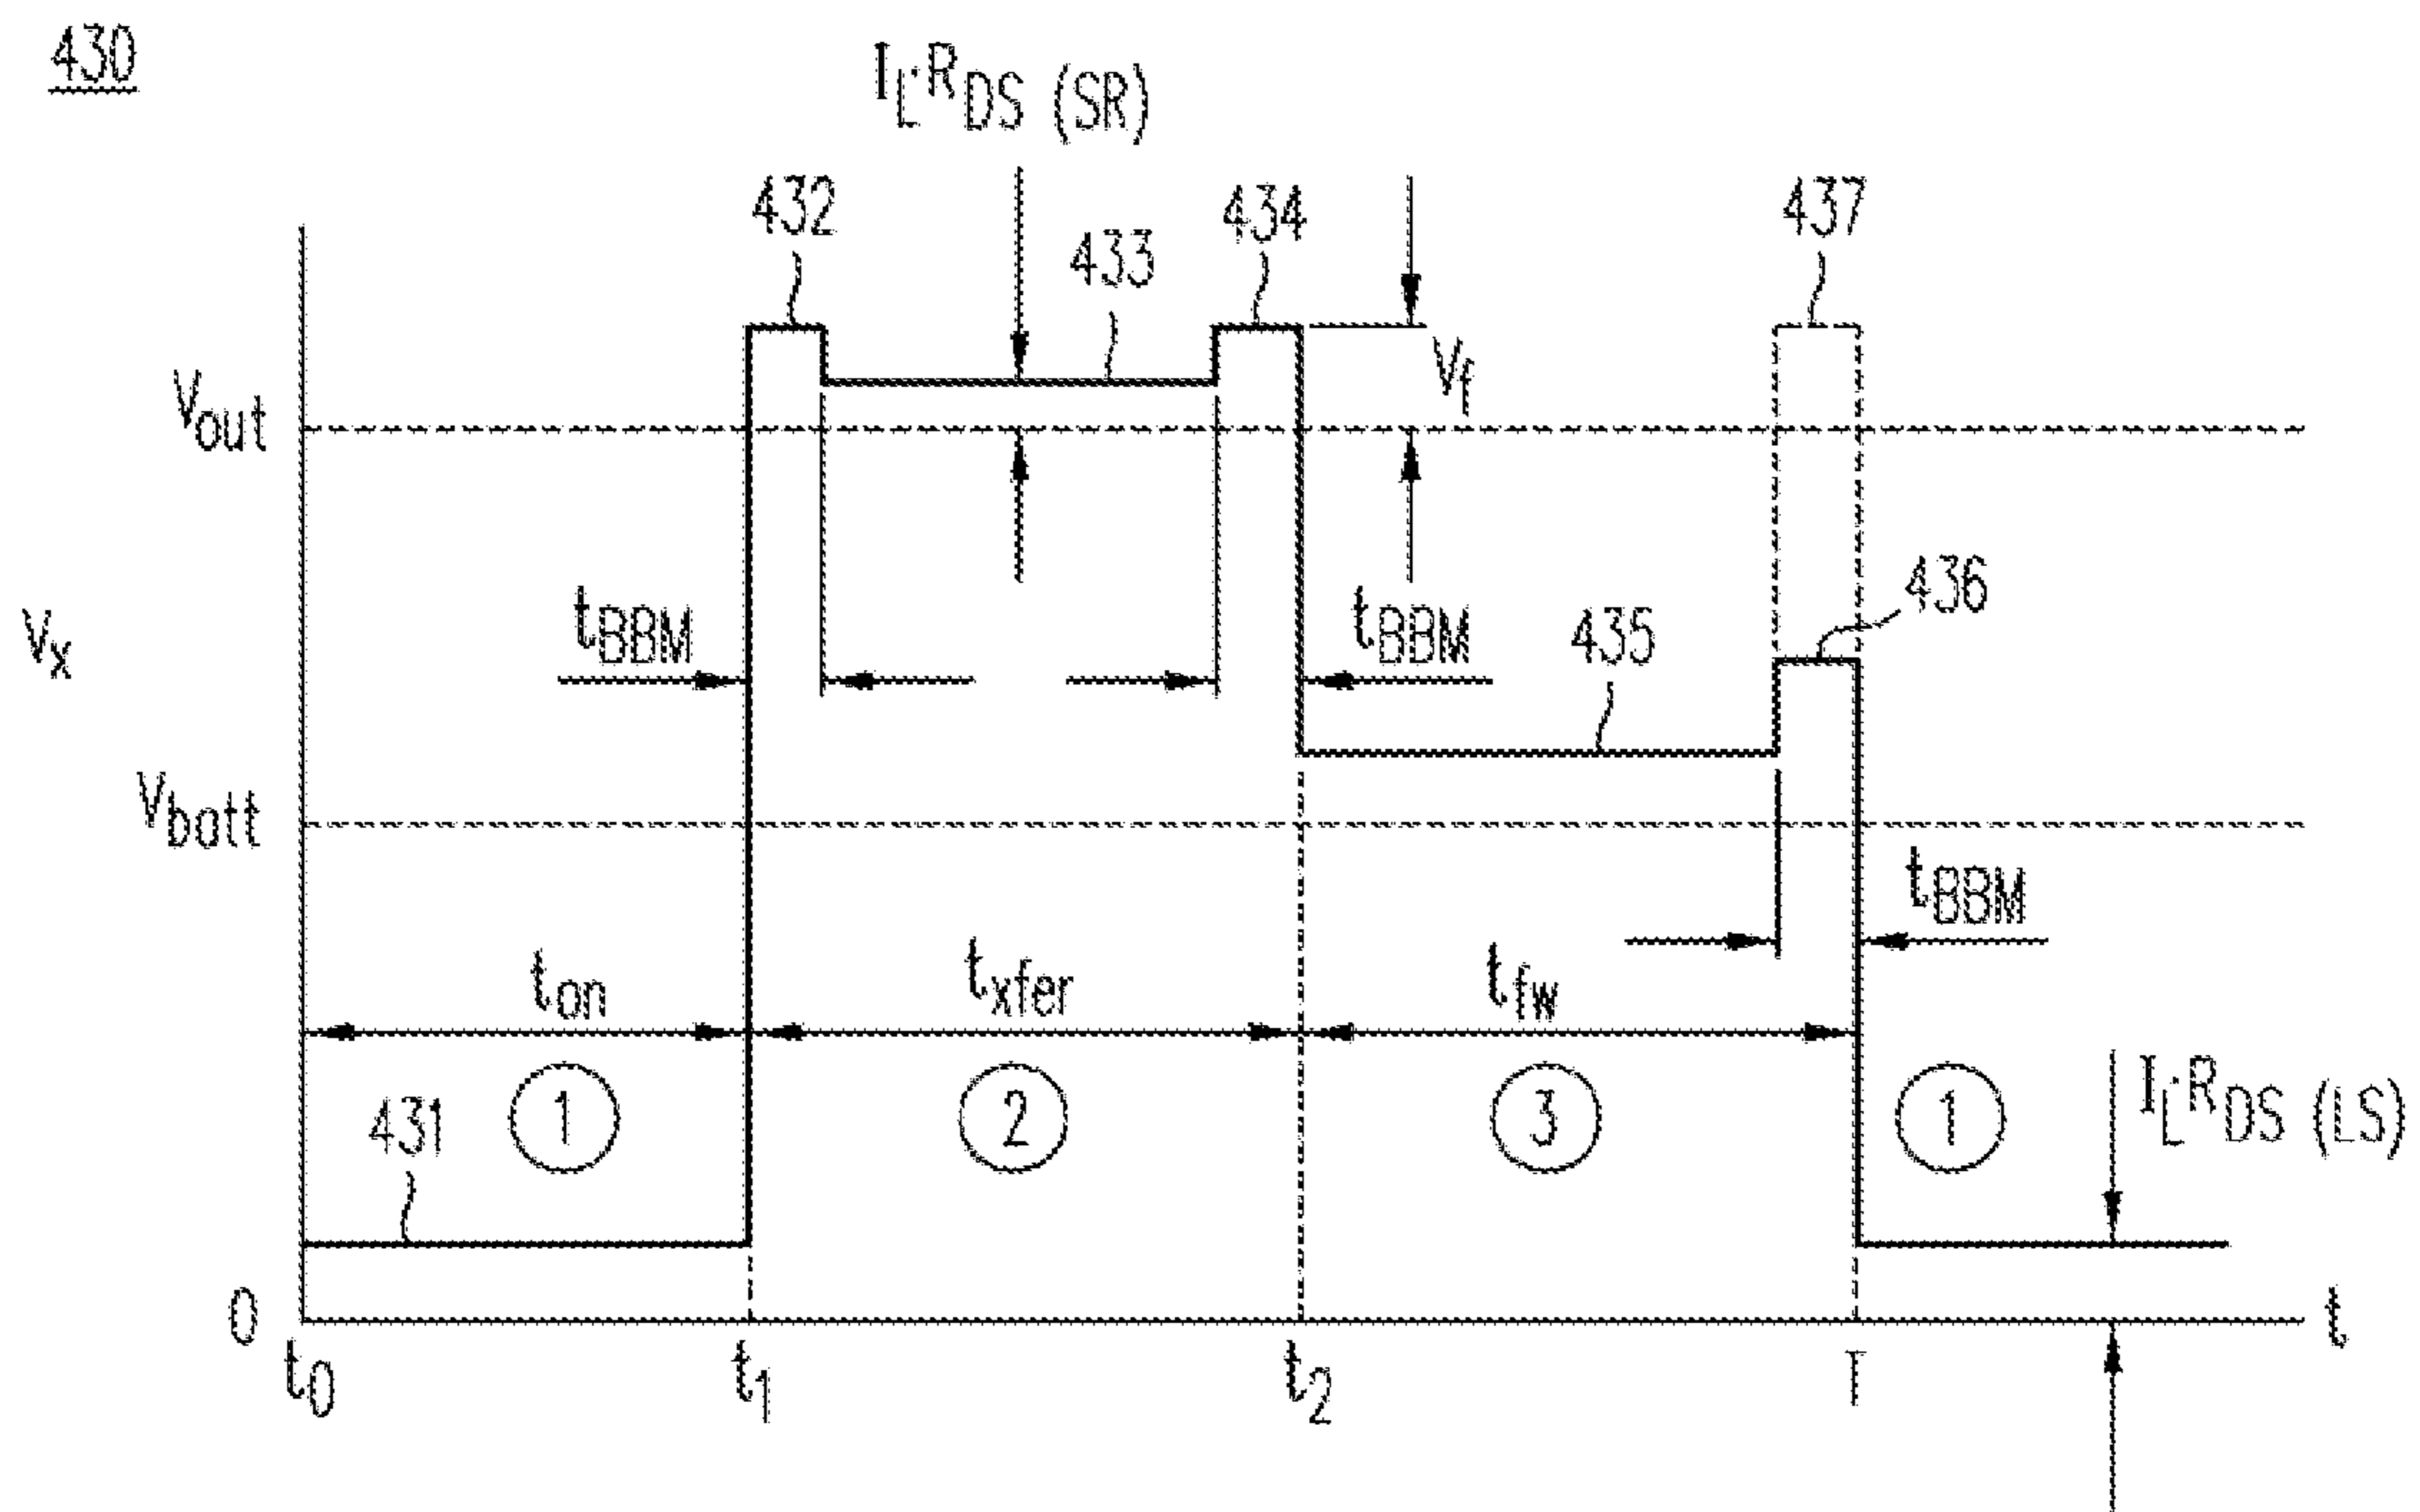 430
I_L·R_DS (SR)
432
433
434
437
V_f
V_out
V_x
t_BBM
t_BBM
435
436
V_batt
t_BBM
t_on
t_xfer
t_fw
431
1
2
3
1
I_L·R_DS (LS)
0
t
t_0
t_1
t_2
T